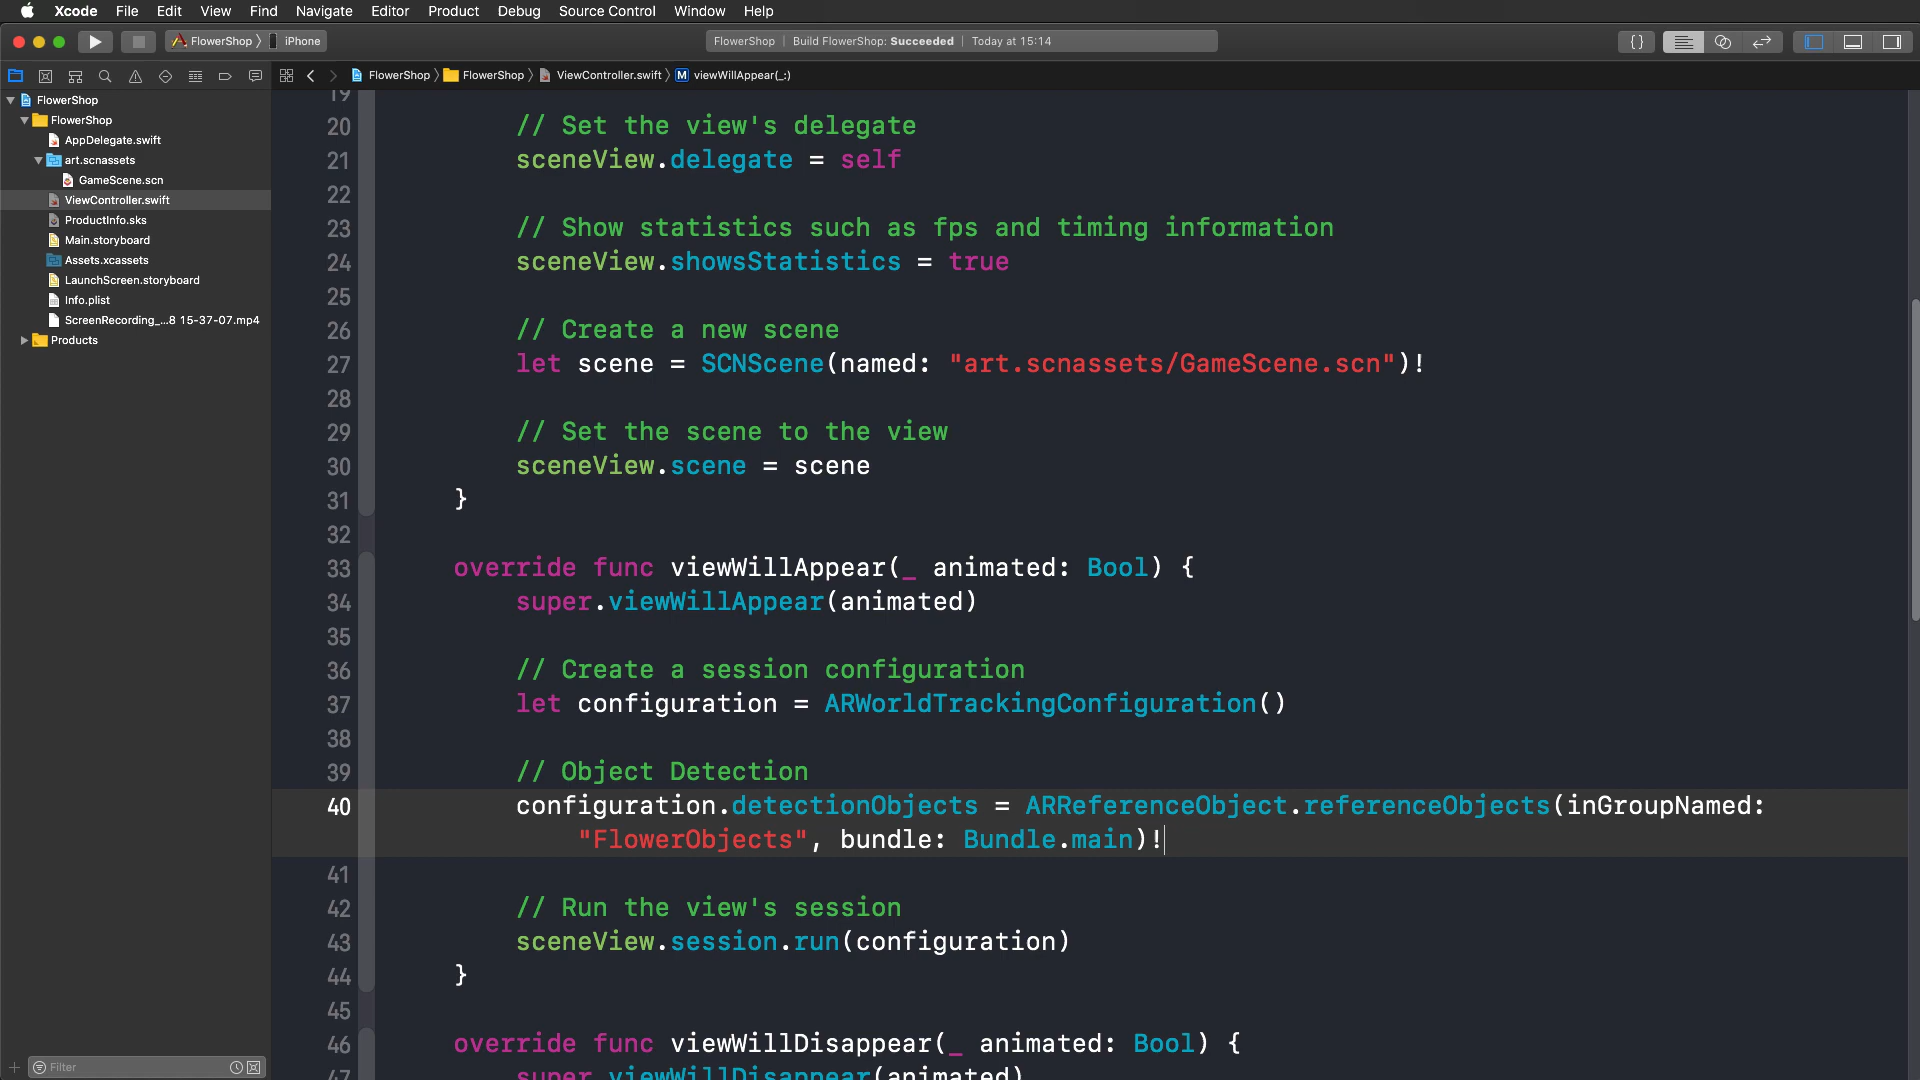 Xcode File Edit View Find Navigate Editor Product Debug Source Control Window Help
FlowerShop iPhone FlowerShop Build FlowerShop: Succeeded Today at 15:14 {}
FlowerShop FlowerShop ViewController.swift M viewWillAppear(_:)
FlowerShop
FlowerShop
AppDelegate.swift
art.scnassets
GameScene.scn
ViewController.swift
ProductInfo.sks
Main.storyboard
Assets.xcassets
LaunchScreen.storyboard
Info.plist
ScreenRecording_...8 15-37-07.mp4
Products
Filter
19
20 // Set the view's delegate
21 sceneView.delegate = self
22
23 // Show statistics such as fps and timing information
24 sceneView.showsStatistics = true
25
26 // Create a new scene
27 let scene = SCNScene(named: "art.scnassets/GameScene.scn")!
28
29 // Set the scene to the view
30 sceneView.scene = scene
31 }
32
33 override func viewWillAppear(_ animated: Bool) {
34 super.viewWillAppear(animated)
35
36 // Create a session configuration
37 let configuration = ARWorldTrackingConfiguration()
38
39 // Object Detection
40 configuration.detectionObjects = ARReferenceObject.referenceObjects(inGroupNamed:
"FlowerObjects", bundle: Bundle.main)!
41
42 // Run the view's session
43 sceneView.session.run(configuration)
44 }
45
46 override func viewWillDisappear(_ animated: Bool) {
47 super.viewWillDisappear(animated)